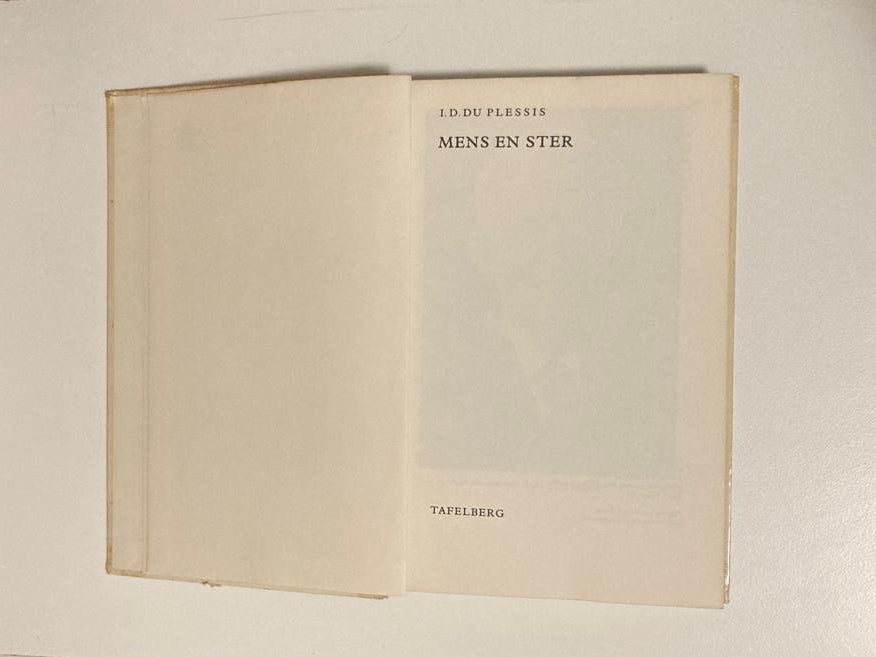 I. D. DU PLESSIS
MENS EN STER
TAFELBERG